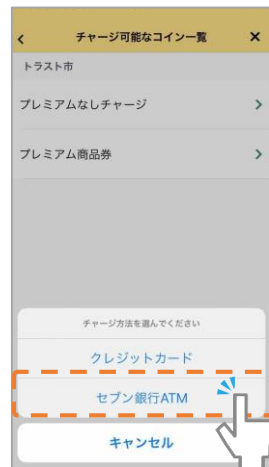 チャージ可能なコイン一覧
トラスト市
プレミアムなしチャージ
プレミアム商品券
チャージ方法を選んでください
クレジットカード
セブン銀行ATM
キャンセル